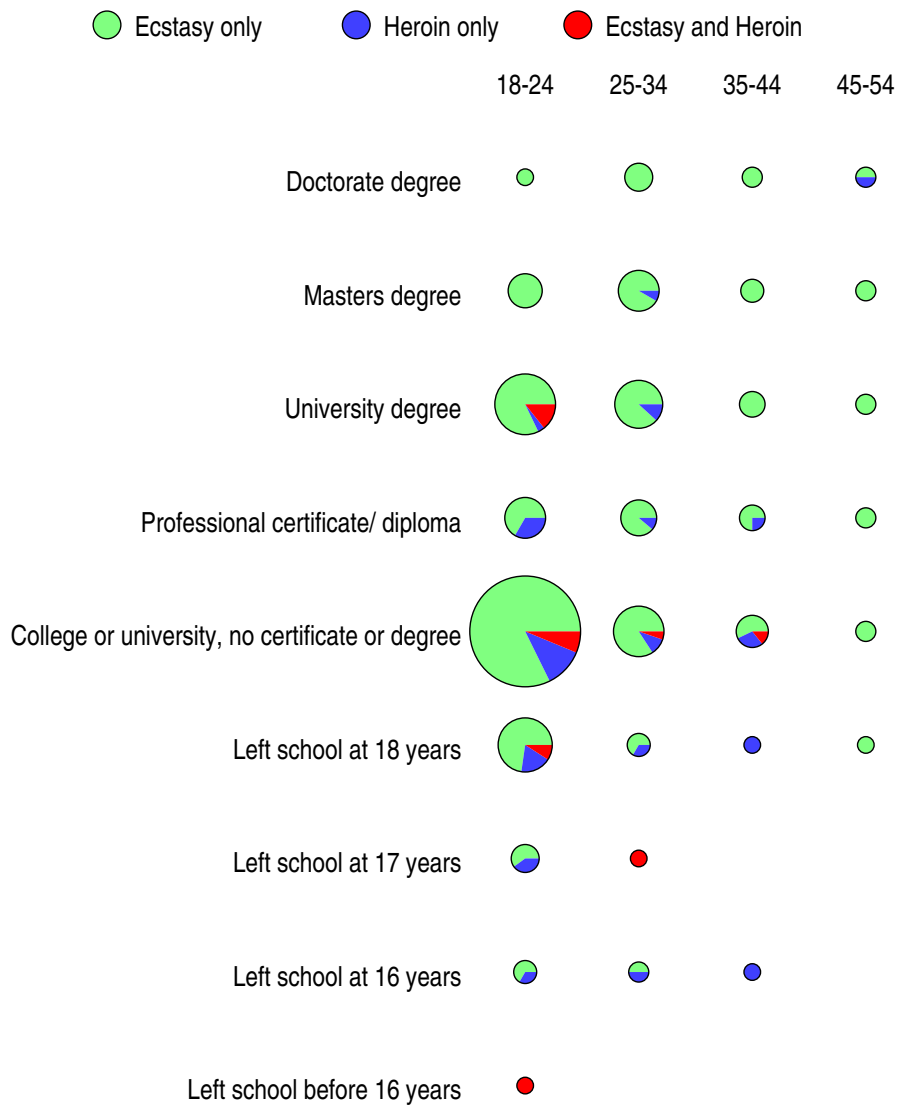 Ecstasy only Heroin only Ecstasy and Heroin
18-24 25-34 35-44 45-54
Doctorate degree
Masters degree
University degree
Professional certificate/ diploma
College or university, no certificate or degree
Left school at 18 years
Left school at 17 years
Left school at 16 years
Left school before 16 years